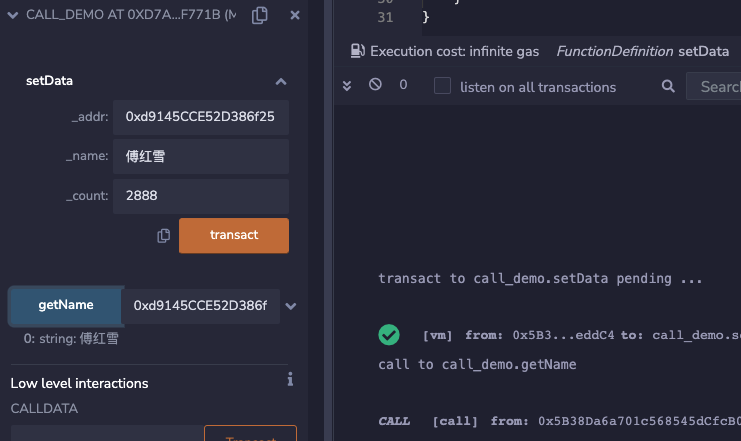 CALL_DEMO AT 0XD7A...F771B (M
setData
_addr: 0xd9145CCE52D386f25
_name: 傅红雪
_count: 2888
transact
getName 0xd9145CCE52D386f
0: string: 傅红雪
Low level interactions
CALLDATA
Transact
30 }
31 }
Execution cost: infinite gas FunctionDefinition setData
0 listen on all transactions Search
transact to call_demo.setData pending ...
[vm] from: 0x5B3...eddC4 to: call_demo.se
call to call_demo.getName
CALL [call] from: 0x5B38Da6a701c568545dCfcB0